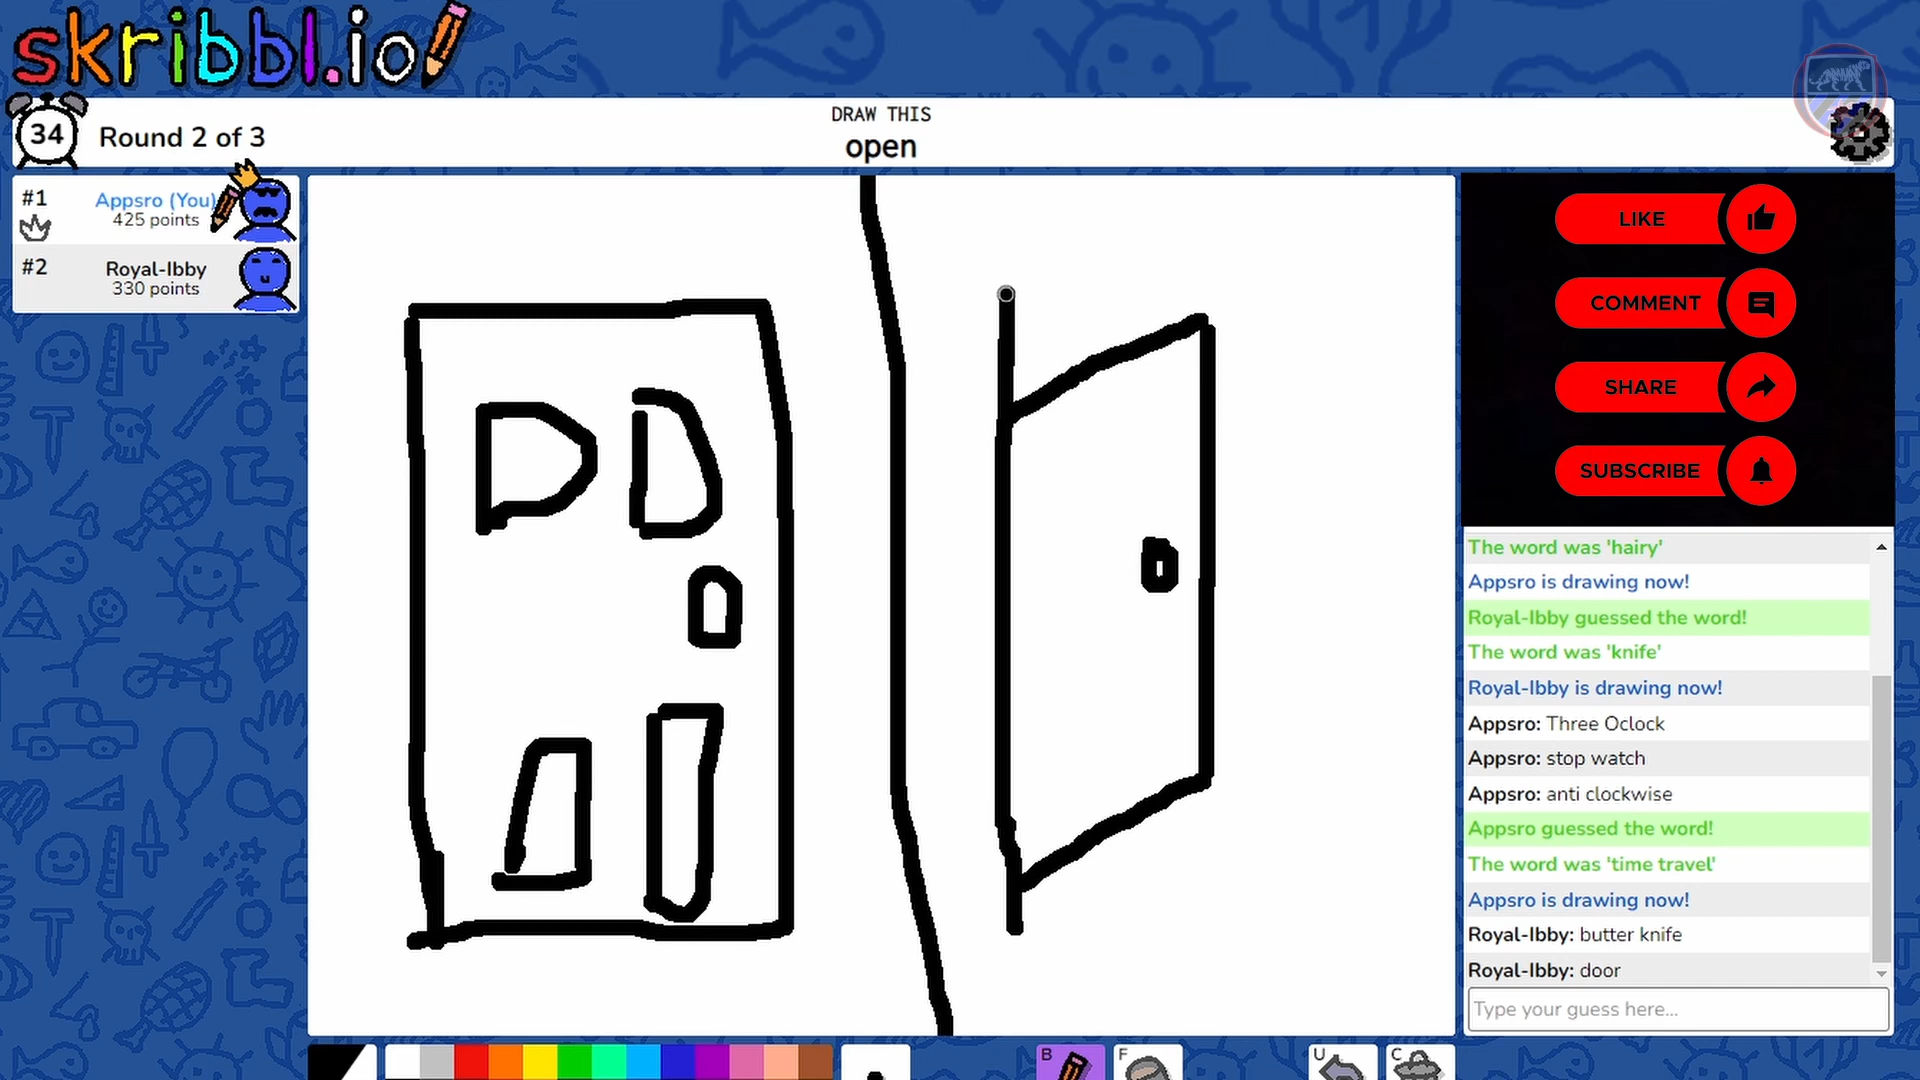 skribbl.io
34
Round 2 of 3
DRAW THIS
open
#1
Appsro (You)
425 points
#2
Royal-Ibby
330 points
LIKE
COMMENT
SHARE
SUBSCRIBE
The word was 'hairy'
Appsro is drawing now!
Royal-Ibby guessed the word!
The word was 'knife'
Royal-Ibby is drawing now!
Appsro: Three Oclock
Appsro: stop watch
Appsro: anti clockwise
Appsro guessed the word!
The word was 'time travel'
Appsro is drawing now!
Royal-Ibby: butter knife
Royal-Ibby: door
Type your guess here...
B
F
U
C